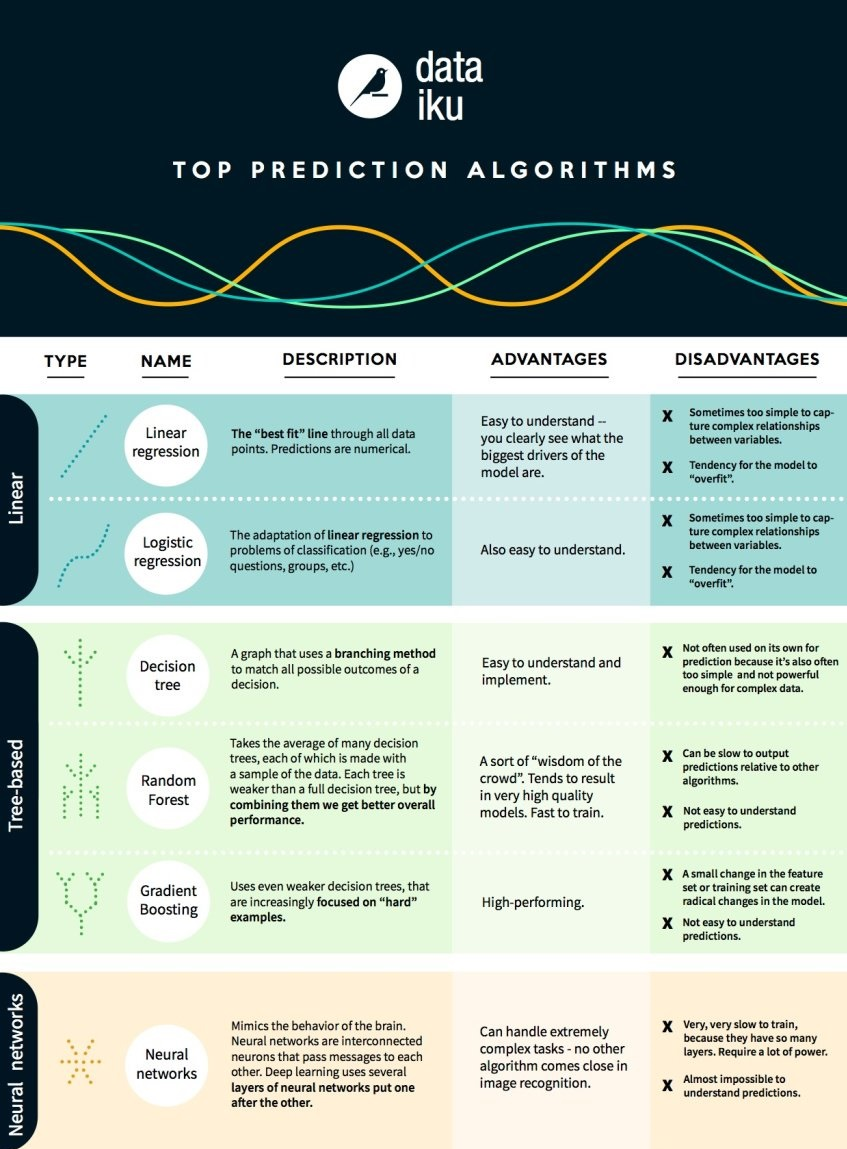 data
iku
TOP PREDICTION ALGORITHMS
TYPE NAME DESCRIPTION ADVANTAGES DISADVANTAGES
Linear
Linear
regression
The “best fit” line through all data
points. Predictions are numerical.
Easy to understand --
you clearly see what the
biggest drivers of the
model are.
X Sometimes too simple to cap-
ture complex relationships
between variables.
X Tendency for the model to
“overfit”.
Logistic
regression
The adaptation of linear regression to
problems of classification (e.g., yes/no
questions, groups, etc.)
Also easy to understand.
X Sometimes too simple to cap-
ture complex relationships
between variables.
X Tendency for the model to
“overfit”.
Tree-based
Decision
tree
A graph that uses a branching method
to match all possible outcomes of a
decision.
Easy to understand and
implement.
X Not often used on its own for
prediction because it’s also often
too simple and not powerful
enough for complex data.
Random
Forest
Takes the average of many decision
trees, each of which is made with
a sample of the data. Each tree is
weaker than a full decision tree, but by
combining them we get better overall
performance.
A sort of “wisdom of the
crowd”. Tends to result
in very high quality
models. Fast to train.
X Can be slow to output
predictions relative to other
algorithms.
X Not easy to understand
predictions.
Gradient
Boosting
Uses even weaker decision trees, that
are increasingly focused on “hard”
examples.
High-performing.
X A small change in the feature
set or training set can create
radical changes in the model.
X Not easy to understand
predictions.
Neural networks
Neural
networks
Mimics the behavior of the brain.
Neural networks are interconnected
neurons that pass messages to each
other. Deep learning uses several
layers of neural networks put one
after the other.
Can handle extremely
complex tasks - no other
algorithm comes close in
image recognition.
X Very, very slow to train,
because they have so many
layers. Require a lot of power.
X Almost impossible to
understand predictions.